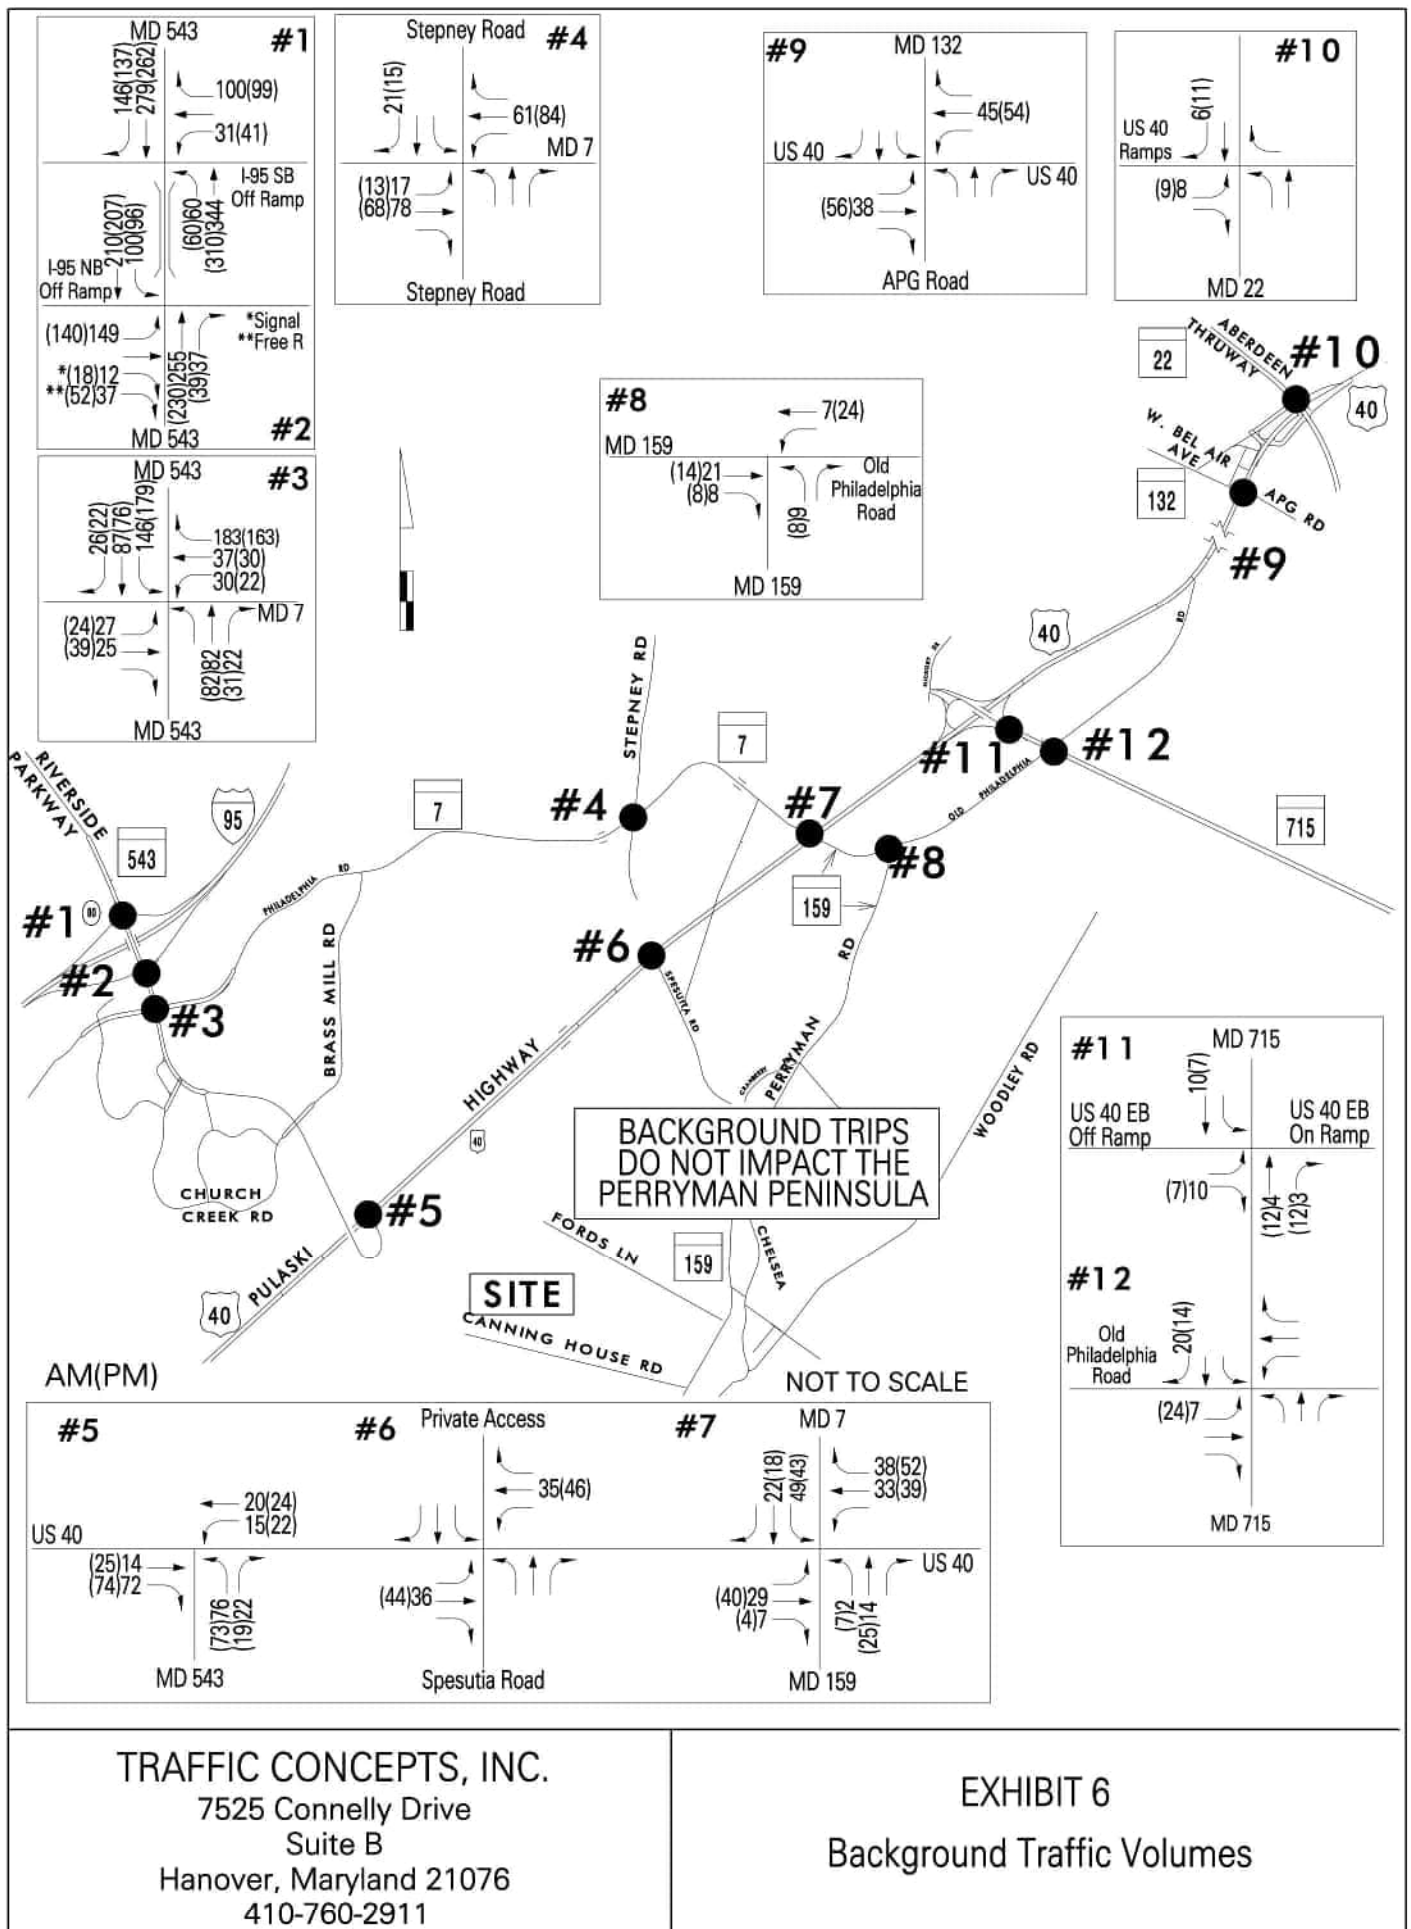 MD 543
#1
146(137)
279(262)
100(99)
31(41)
I-95 SB
Off Ramp
210(207)
100(96)
(60)60
(310)344
I-95 NB
Off Ramp
(140)149
*(18)12
**(52)37
(230)255
(39)37
*Signal
**Free R
MD 543
#2
MD 543
#3
26(22)
87(76)
146(179)
183(163)
37(30)
30(22)
MD 7
(24)27
(39)25
(82)82
(31)22
MD 543
Stepney Road
#4
21(15)
61(84)
MD 7
(13)17
(68)78
Stepney Road
#9
MD 132
45(54)
US 40
US 40
(56)38
APG Road
#10
6(11)
US 40
Ramps
(9)8
MD 22
#8
7(24)
MD 159
(14)21
(8)8
(8)9
Old
Philadelphia
Road
MD 159
22
ABERDEEN
THRUWAY
#10
40
W. BEL AIR
AVE
132
APG RD
#9
40
RD
HICKORY DR
STEPNEY RD
7
#11
#12
OLD PHILADELPHIA
715
RIVERSIDE
PARKWAY
95
543
7
#4
#7
#8
159
PHILADELPHIA RD
#1
80
#2
#3
BRASS MILL RD
#6
SPESUTIA RD
RD
PERRYMAN
CRANBERRY
WOODLEY RD
HIGHWAY
40
BACKGROUND TRIPS
DO NOT IMPACT THE
PERRYMAN PENINSULA
CHURCH
CREEK RD
#5
PULASKI
40
FORDS LN
159
CHELSEA
SITE
CANNING HOUSE RD
AM(PM)
NOT TO SCALE
#11
MD 715
10(7)
US 40 EB
Off Ramp
US 40 EB
On Ramp
(7)10
(12)4
(12)3
#12
20(14)
Old
Philadelphia
Road
(24)7
MD 715
#5
20(24)
15(22)
US 40
(25)14
(74)72
(73)76
(19)22
MD 543
#6
Private Access
35(46)
(44)36
Spesutia Road
#7
MD 7
22(18)
49(43)
38(52)
33(39)
US 40
(40)29
(4)7
(7)2
(25)14
MD 159
TRAFFIC CONCEPTS, INC.
7525 Connelly Drive
Suite B
Hanover, Maryland 21076
410-760-2911
EXHIBIT 6
Background Traffic Volumes